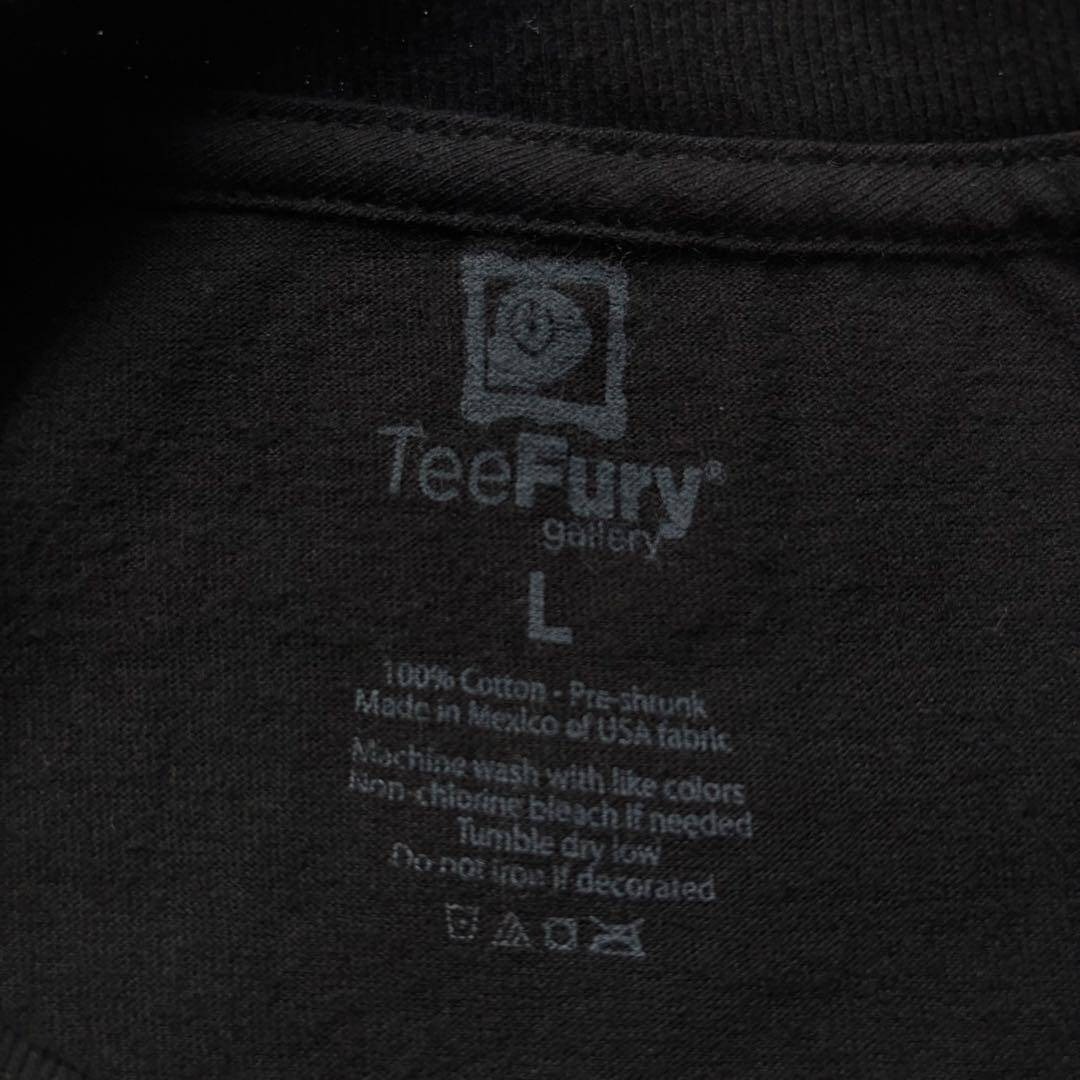 TeeFury®
gallery
L
100% Cotton - Pre-shrunk
Made in Mexico of USA fabric
Machine wash with like colors
Non-chlorine bleach if needed
Tumble dry low
Do not iron if decorated